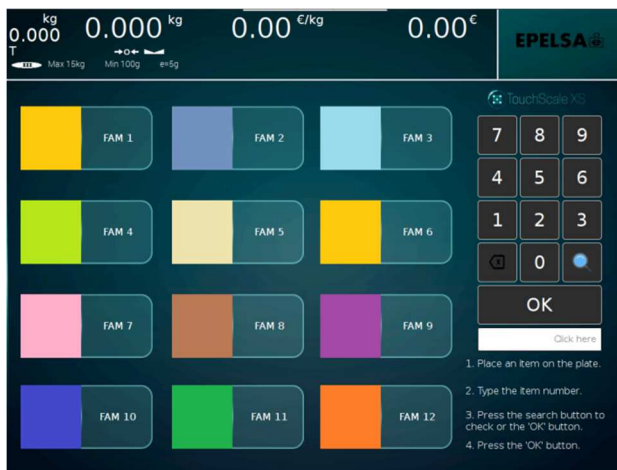 kg
0.000
T
0.000 kg
0.00 €/kg
0.00 €
Max 15kg Min 100g e=5g
EPELSA
TouchScale XS
FAM 1
FAM 2
FAM 3
FAM 4
FAM 5
FAM 6
FAM 7
FAM 8
FAM 9
FAM 10
FAM 11
FAM 12
7 8 9
4 5 6
1 2 3
x 0
OK
Click here
1. Place an item on the plate.
2. Type the item number.
3. Press the search button to
check or the 'OK' button.
4. Press the 'OK' button.